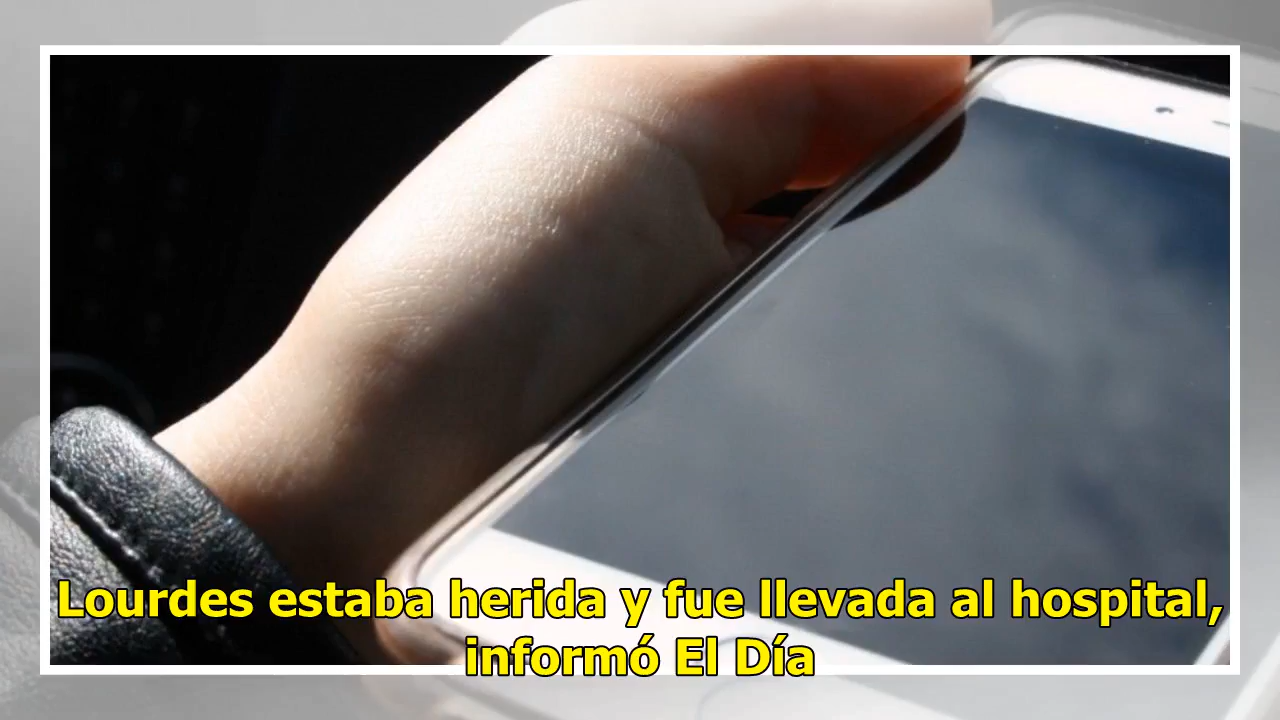 Lourdes estaba herida y fue llevada al hospital,
informó El Día